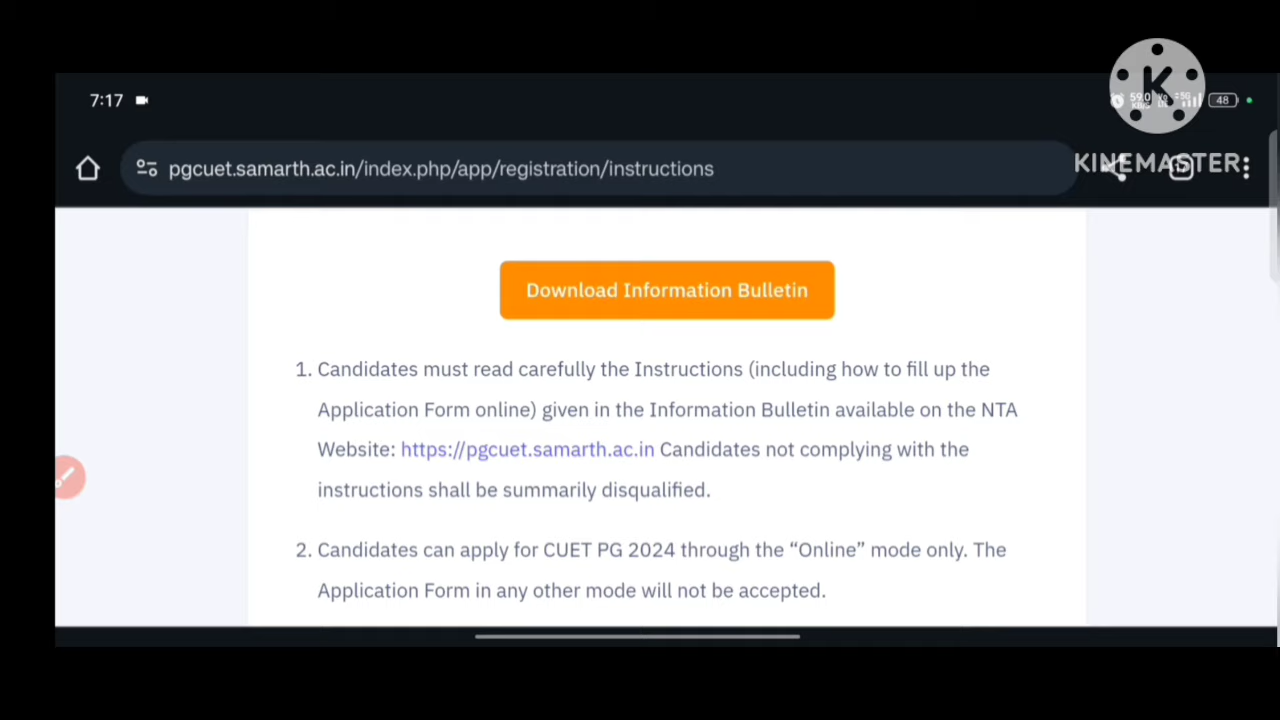 7:17
48
KINEMASTER
pgcuet.samarth.ac.in/index.php/app/registration/instructions
Download Information Bulletin
1. Candidates must read carefully the Instructions (including how to fill up the
Application Form online) given in the Information Bulletin available on the NTA
Website: https://pgcuet.samarth.ac.in Candidates not complying with the
instructions shall be summarily disqualified.
2. Candidates can apply for CUET PG 2024 through the “Online” mode only. The
Application Form in any other mode will not be accepted.